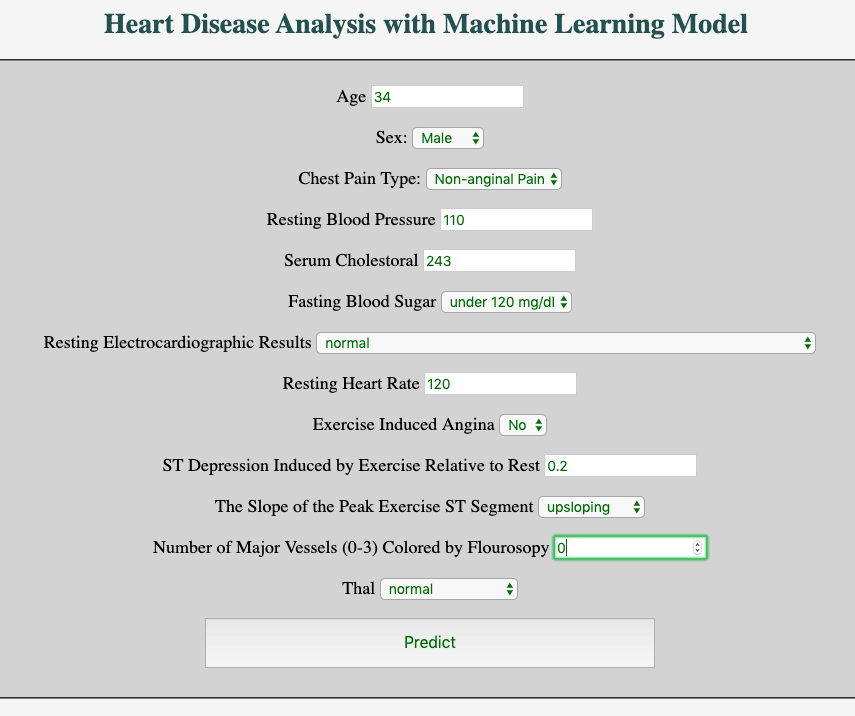 Heart Disease Analysis with Machine Learning Model
Age 34
Sex: Male
Chest Pain Type: Non-anginal Pain
Resting Blood Pressure 110
Serum Cholestoral 243
Fasting Blood Sugar under 120 mg/dl
Resting Electrocardiographic Results normal
Resting Heart Rate 120
Exercise Induced Angina No
ST Depression Induced by Exercise Relative to Rest 0.2
The Slope of the Peak Exercise ST Segment upsloping
Number of Major Vessels (0-3) Colored by Flourosopy 0
Thal normal
Predict